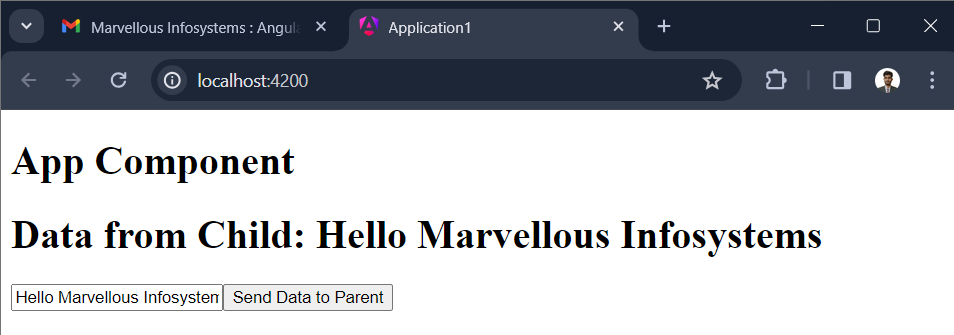 Marvellous Infosystems : Angula
Application1
localhost:4200
App Component
Data from Child: Hello Marvellous Infosystems
Hello Marvellous Infosystem Send Data to Parent